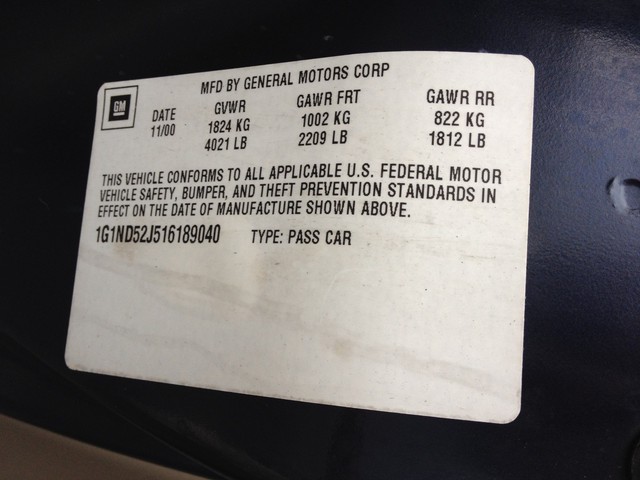 MFD BY GENERAL MOTORS CORP
GM
DATE GVWR GAWR FRT GAWR RR
11/00 1824 KG 1002 KG 822 KG
4021 LB 2209 LB 1812 LB
THIS VEHICLE CONFORMS TO ALL APPLICABLE U.S. FEDERAL MOTOR
VEHICLE SAFETY, BUMPER, AND THEFT PREVENTION STANDARDS IN
EFFECT ON THE DATE OF MANUFACTURE SHOWN ABOVE.
1G1ND52J516189040 TYPE: PASS CAR